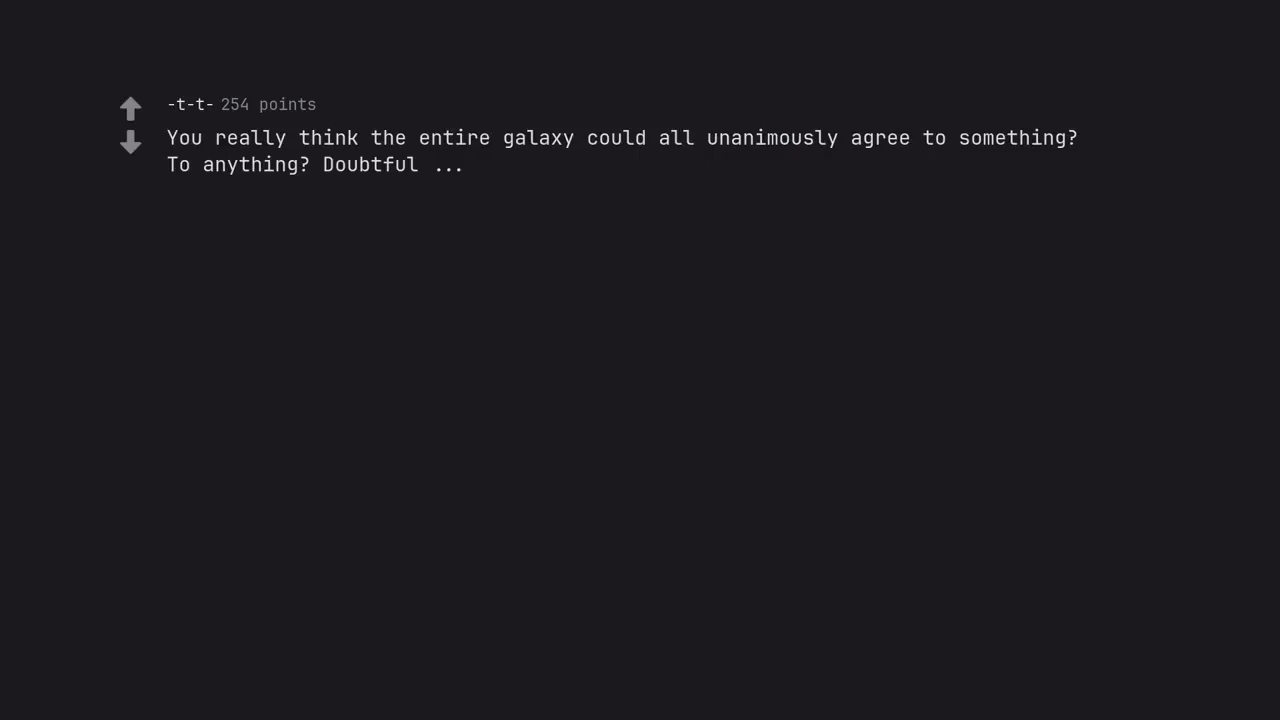 -t-t- 254 points
You really think the entire galaxy could all unanimously agree to something?
To anything? Doubtful ...